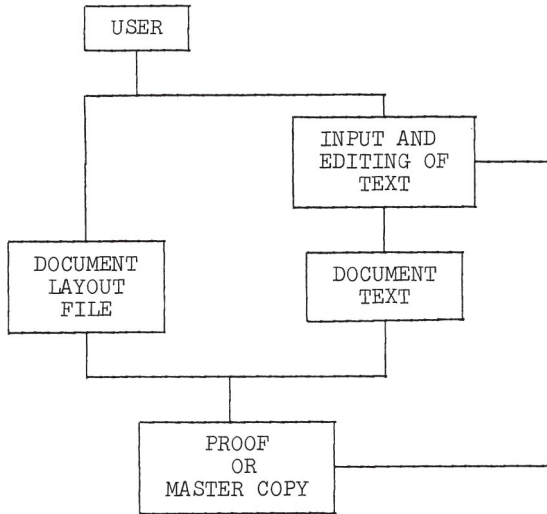 USER
INPUT AND
EDITING OF
TEXT
DOCUMENT
LAYOUT
FILE
DOCUMENT
TEXT
PROOF
OR
MASTER COPY